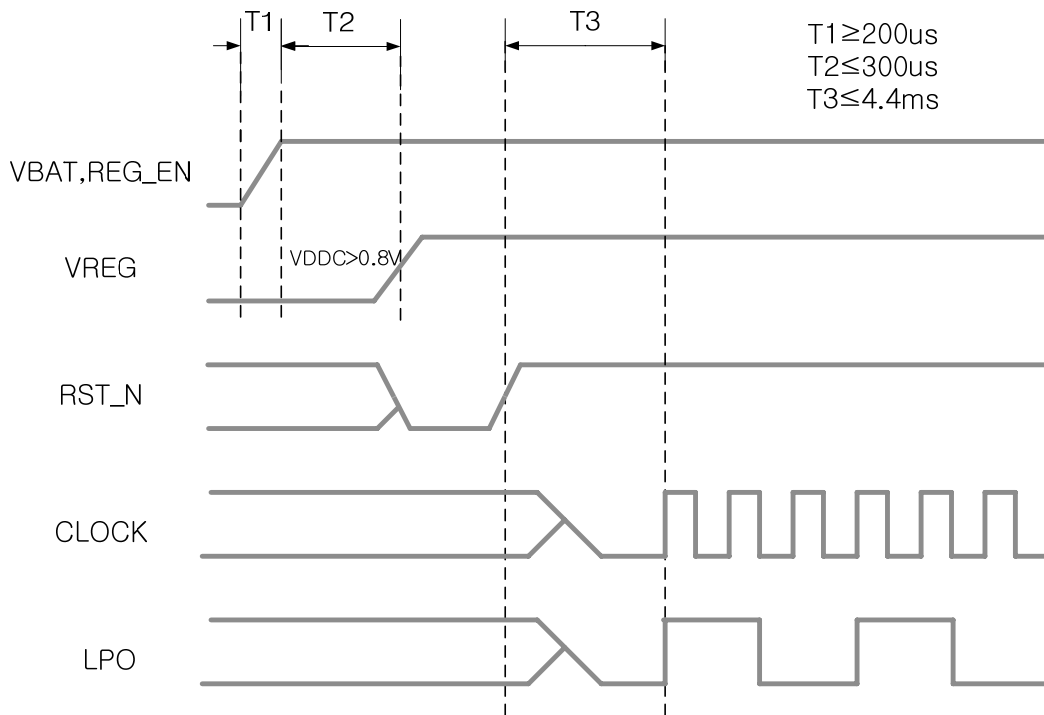 T1
T2
T3
T1≥200us
T2≤300us
T3≤4.4ms
VBAT,REG_EN
VREG
VDDC>0.8V
RST_N
CLOCK
LPO